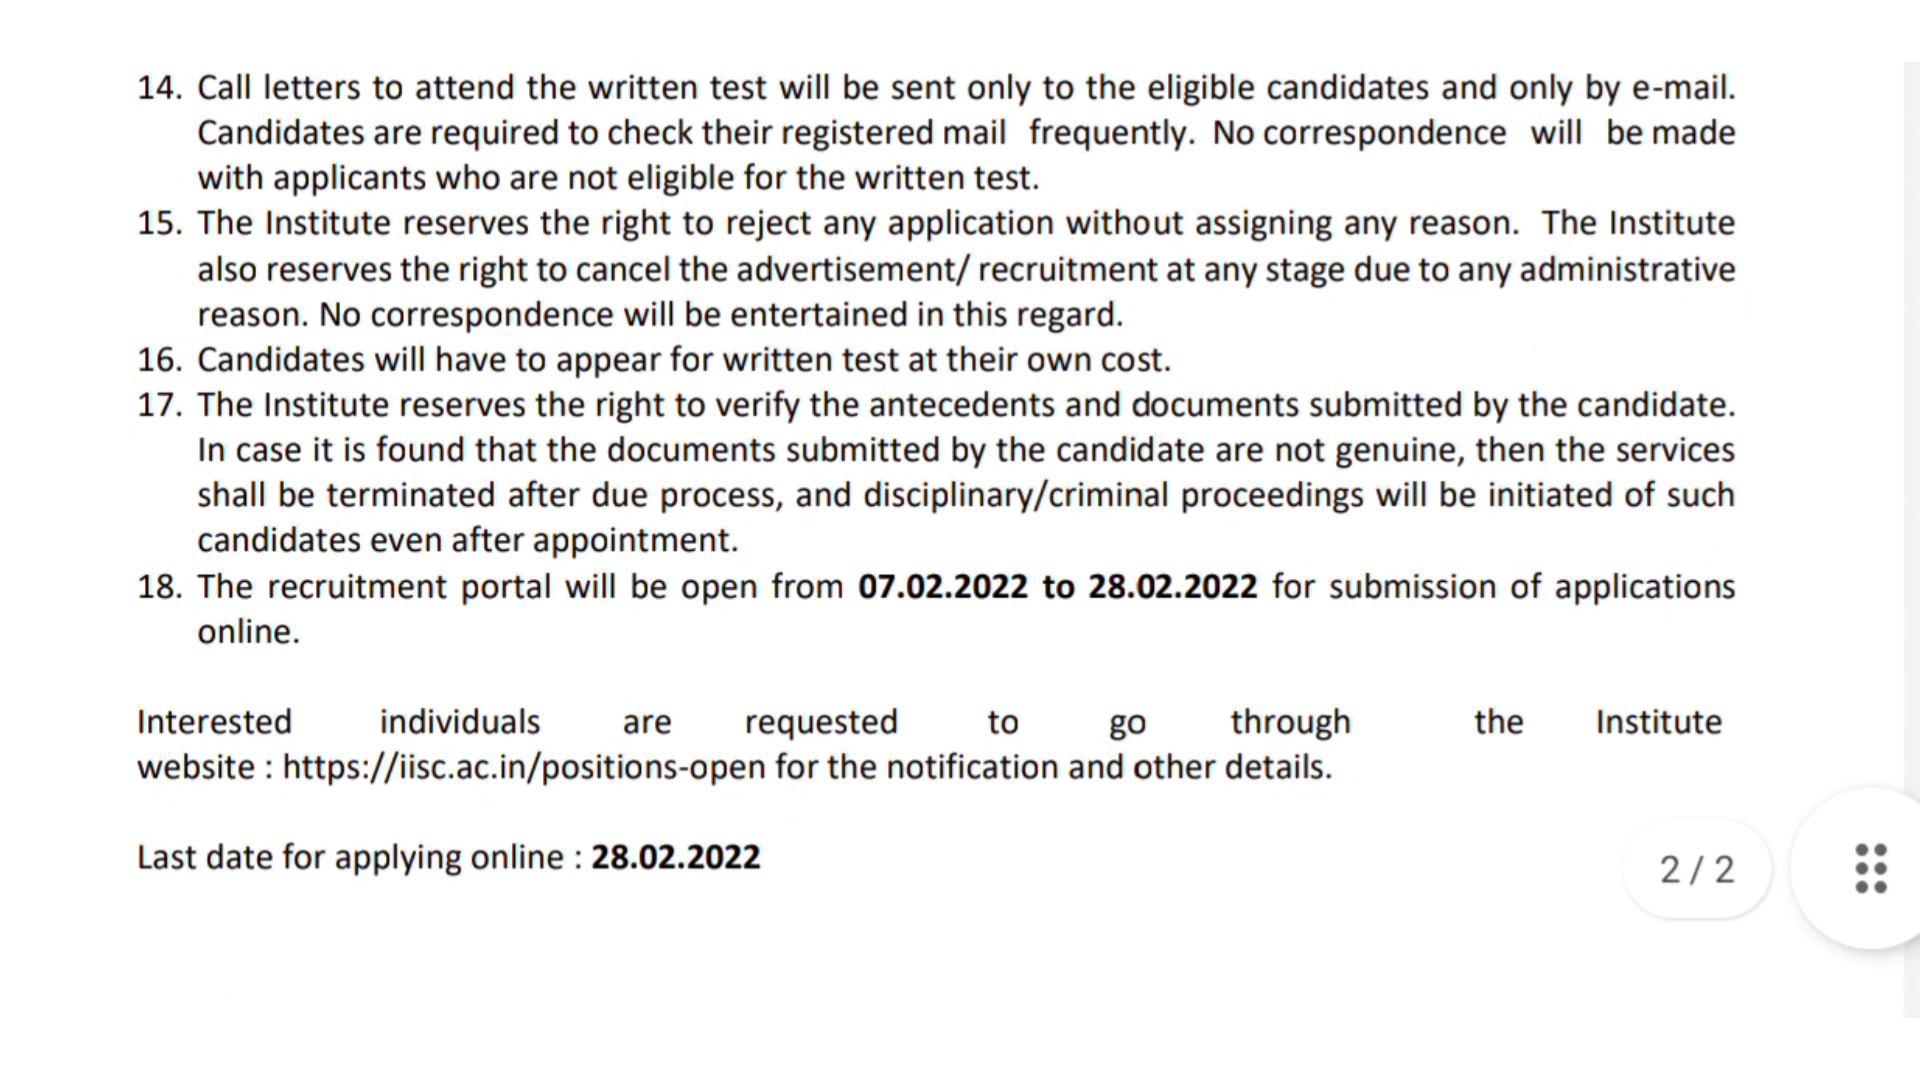 14. Call letters to attend the written test will be sent only to the eligible candidates and only by e-mail.
Candidates are required to check their registered mail frequently. No correspondence will be made
with applicants who are not eligible for the written test.
15. The Institute reserves the right to reject any application without assigning any reason. The Institute
also reserves the right to cancel the advertisement/ recruitment at any stage due to any administrative
reason. No correspondence will be entertained in this regard.
16. Candidates will have to appear for written test at their own cost.
17. The Institute reserves the right to verify the antecedents and documents submitted by the candidate.
In case it is found that the documents submitted by the candidate are not genuine, then the services
shall be terminated after due process, and disciplinary/criminal proceedings will be initiated of such
candidates even after appointment.
18. The recruitment portal will be open from 07.02.2022 to 28.02.2022 for submission of applications
online.
Interested individuals are requested to go through the Institute
website : https://iisc.ac.in/positions-open for the notification and other details.
Last date for applying online : 28.02.2022
2 / 2